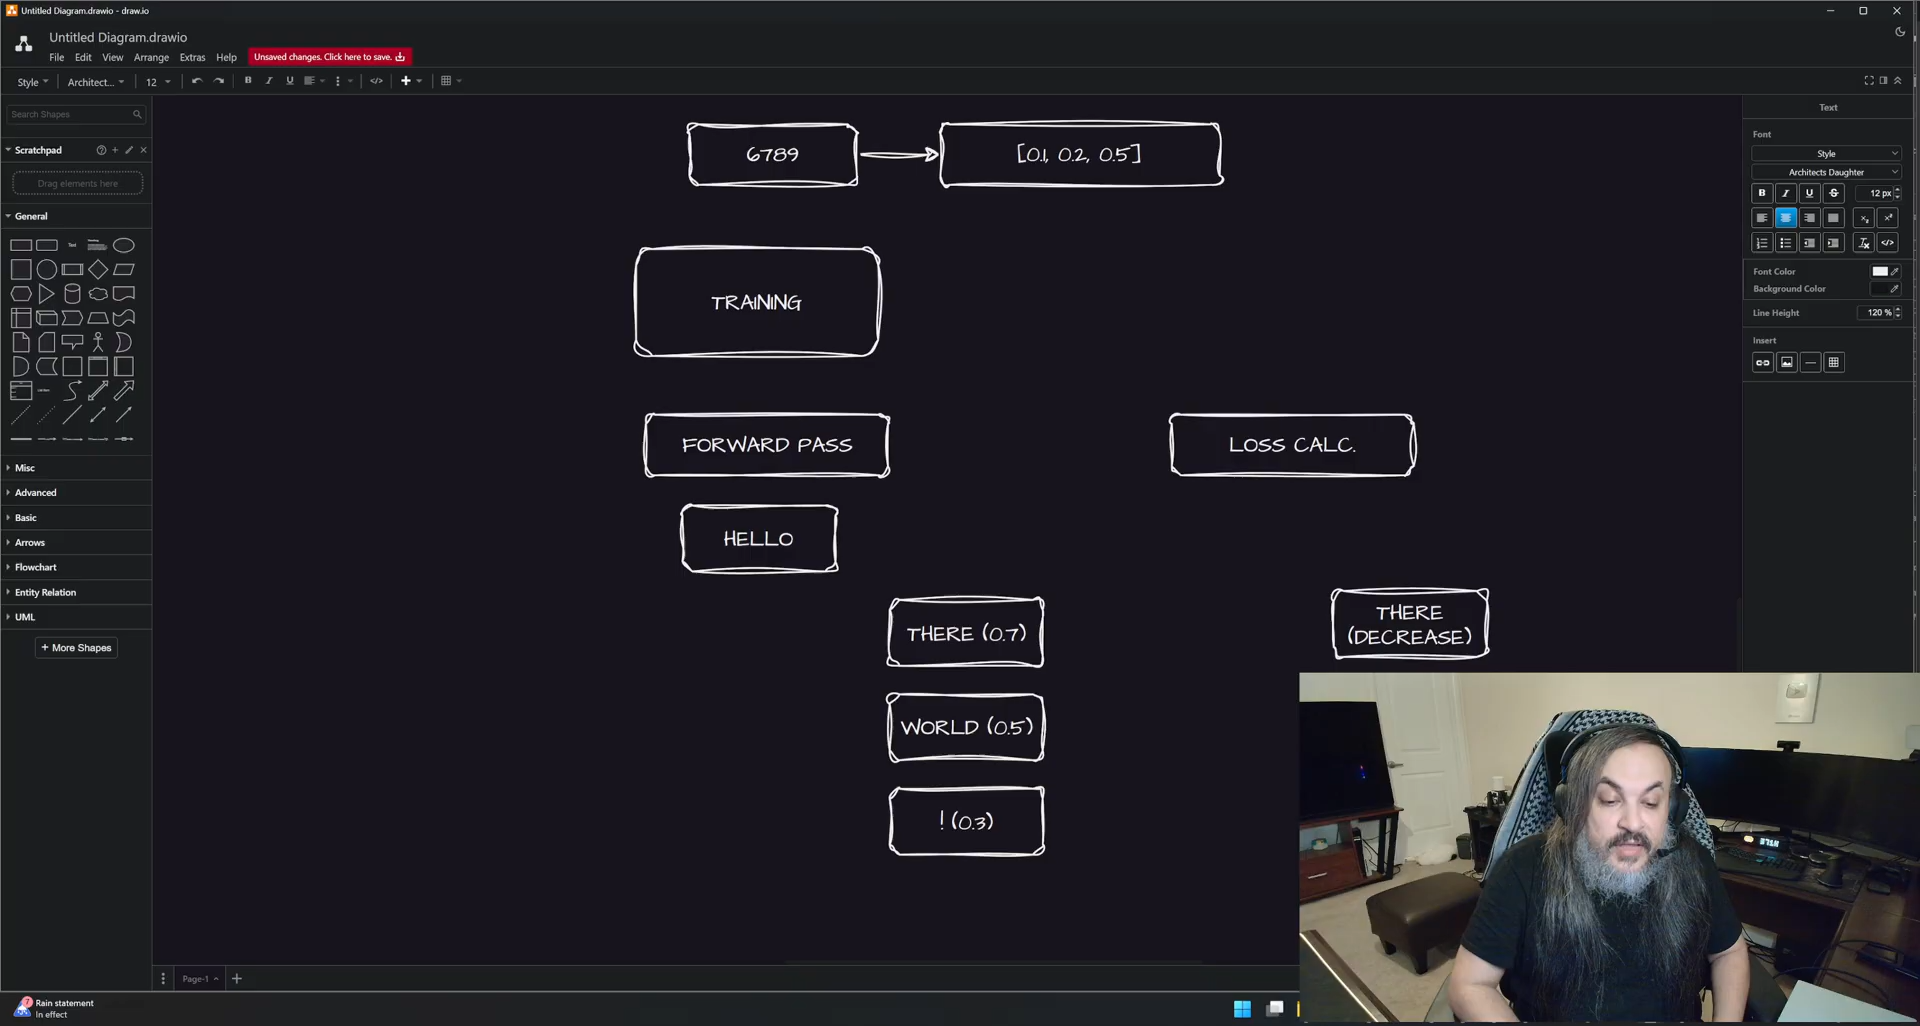 Untitled Diagram.drawio - draw.io
Untitled Diagram.drawio
File Edit View Arrange Extras Help
Unsaved changes. Click here to save.
Style Architect... 12 B I U
Search Shapes
Scratchpad
Drag elements here
General
Text
Misc
Advanced
Basic
Arrows
Flowchart
Entity Relation
UML
+ More Shapes
6789
[0.1, 0.2, 0.5]
TRAINING
FORWARD PASS
LOSS CALC.
HELLO
THERE (0.7)
THERE
(DECREASE)
WORLD (0.5)
! (0.3)
Text
Font
Style
Architects Daughter
B I U S 12 px
Font Color
Background Color
Line Height 120 %
Insert
Page-1
Rain statement
In effect